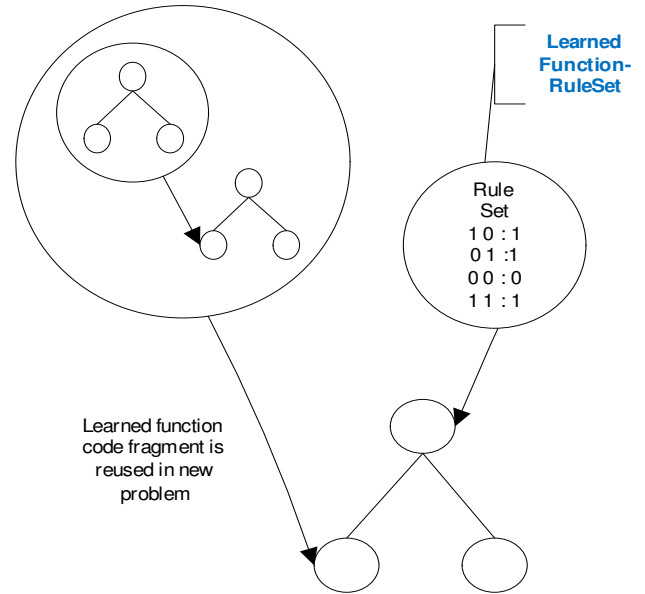 Learned
Function-
RuleSet
Rule
Set
1 0 : 1
0 1 :1
0 0 : 0
1 1 : 1
Learned function
code fragment is
reused in new
problem